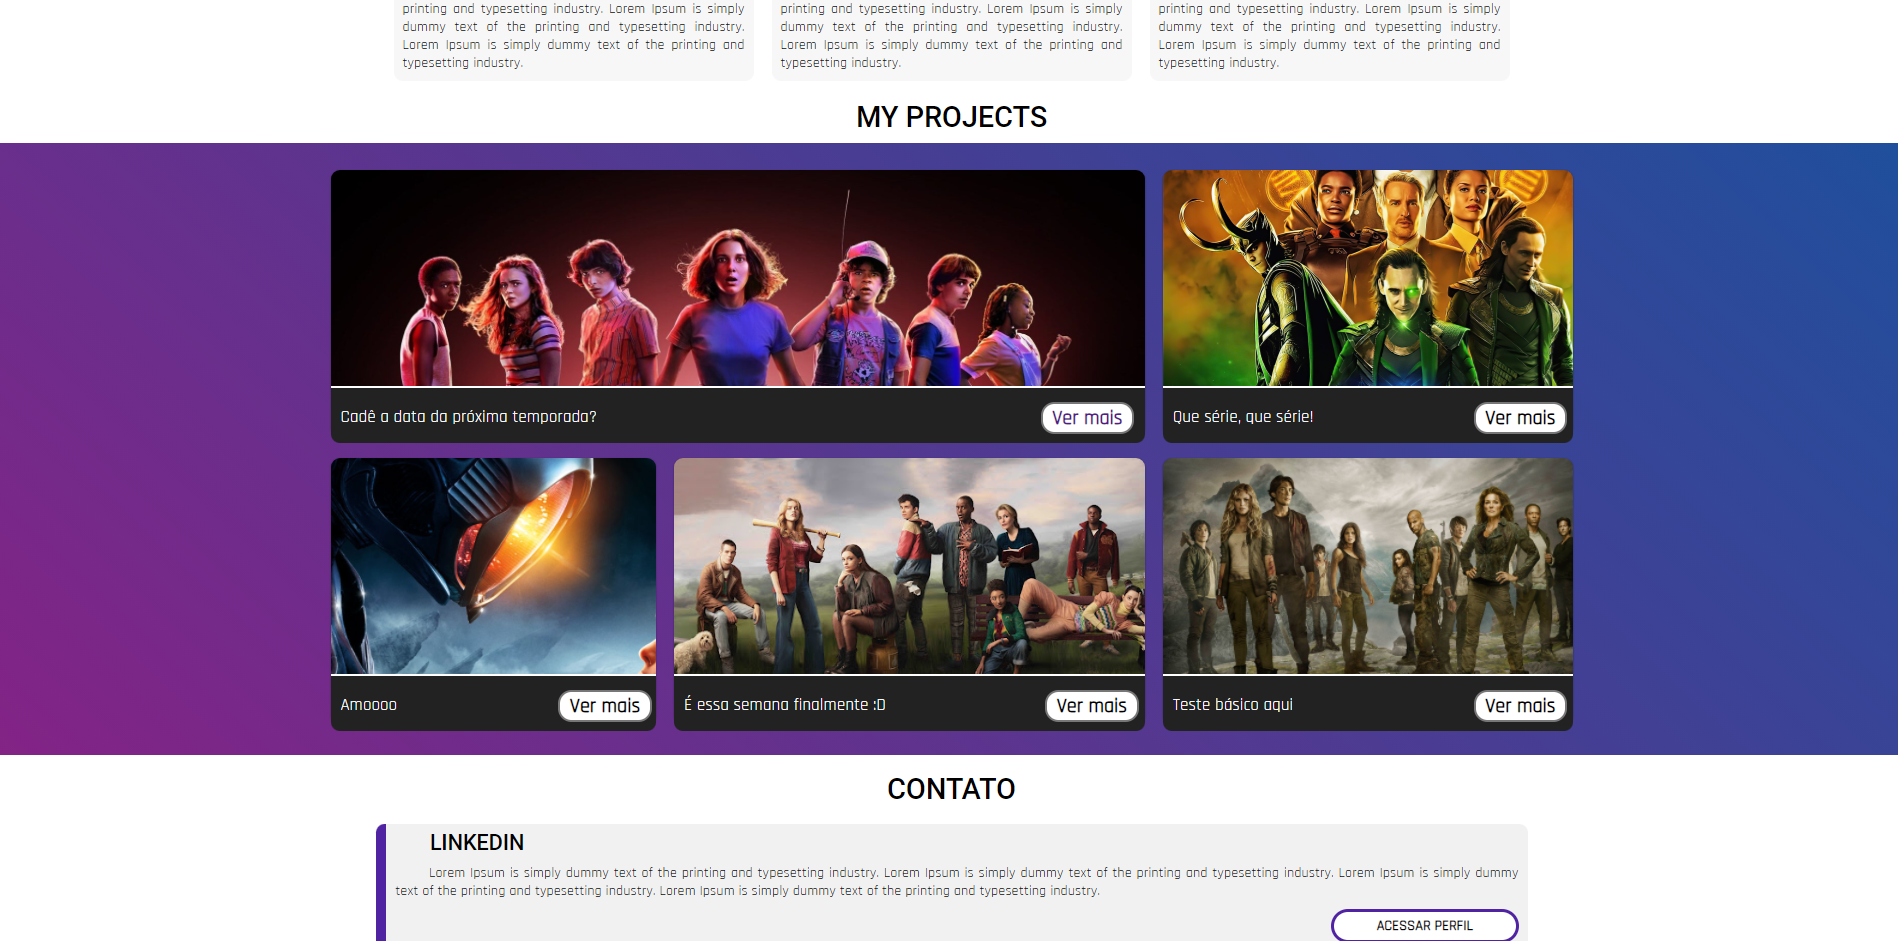 printing and typesetting industry. Lorem Ipsum is simply
dummy text of the printing and typesetting industry.
Lorem Ipsum is simply dummy text of the printing and
typesetting industry.
printing and typesetting industry. Lorem Ipsum is simply
dummy text of the printing and typesetting industry.
Lorem Ipsum is simply dummy text of the printing and
typesetting industry.
printing and typesetting industry. Lorem Ipsum is simply
dummy text of the printing and typesetting industry.
Lorem Ipsum is simply dummy text of the printing and
typesetting industry.
MY PROJECTS
Cadê a data da próxima temporada?
Ver mais
Que série, que série!
Ver mais
Amoooo
Ver mais
É essa semana finalmente :D
Ver mais
Teste básico aqui
Ver mais
CONTATO
LINKEDIN
Lorem Ipsum is simply dummy text of the printing and typesetting industry. Lorem Ipsum is simply dummy text of the printing and typesetting industry. Lorem Ipsum is simply dummy
text of the printing and typesetting industry. Lorem Ipsum is simply dummy text of the printing and typesetting industry.
ACESSAR PERFIL